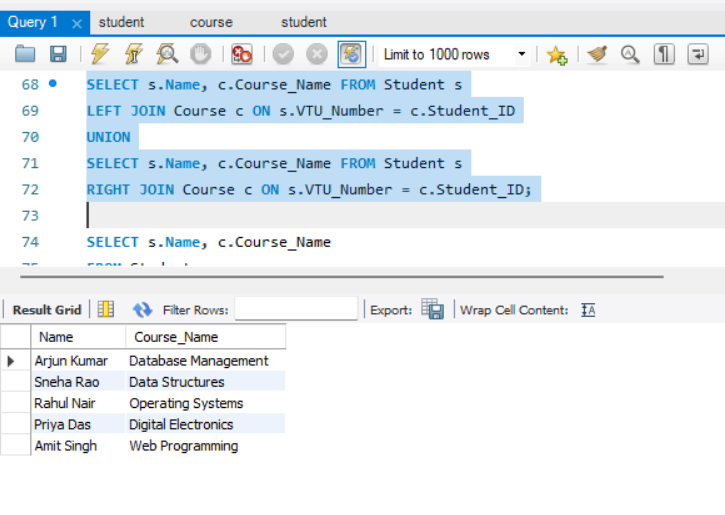 Query 1 × student course student
Limit to 1000 rows
68 SELECT s.Name, c.Course_Name FROM Student s
69 LEFT JOIN Course c ON s.VTU_Number = c.Student_ID
70 UNION
71 SELECT s.Name, c.Course_Name FROM Student s
72 RIGHT JOIN Course c ON s.VTU_Number = c.Student_ID;
73
74 SELECT s.Name, c.Course_Name
Result Grid Filter Rows: Export: Wrap Cell Content: IA
Name Course_Name
Arjun Kumar Database Management
Sneha Rao Data Structures
Rahul Nair Operating Systems
Priya Das Digital Electronics
Amit Singh Web Programming